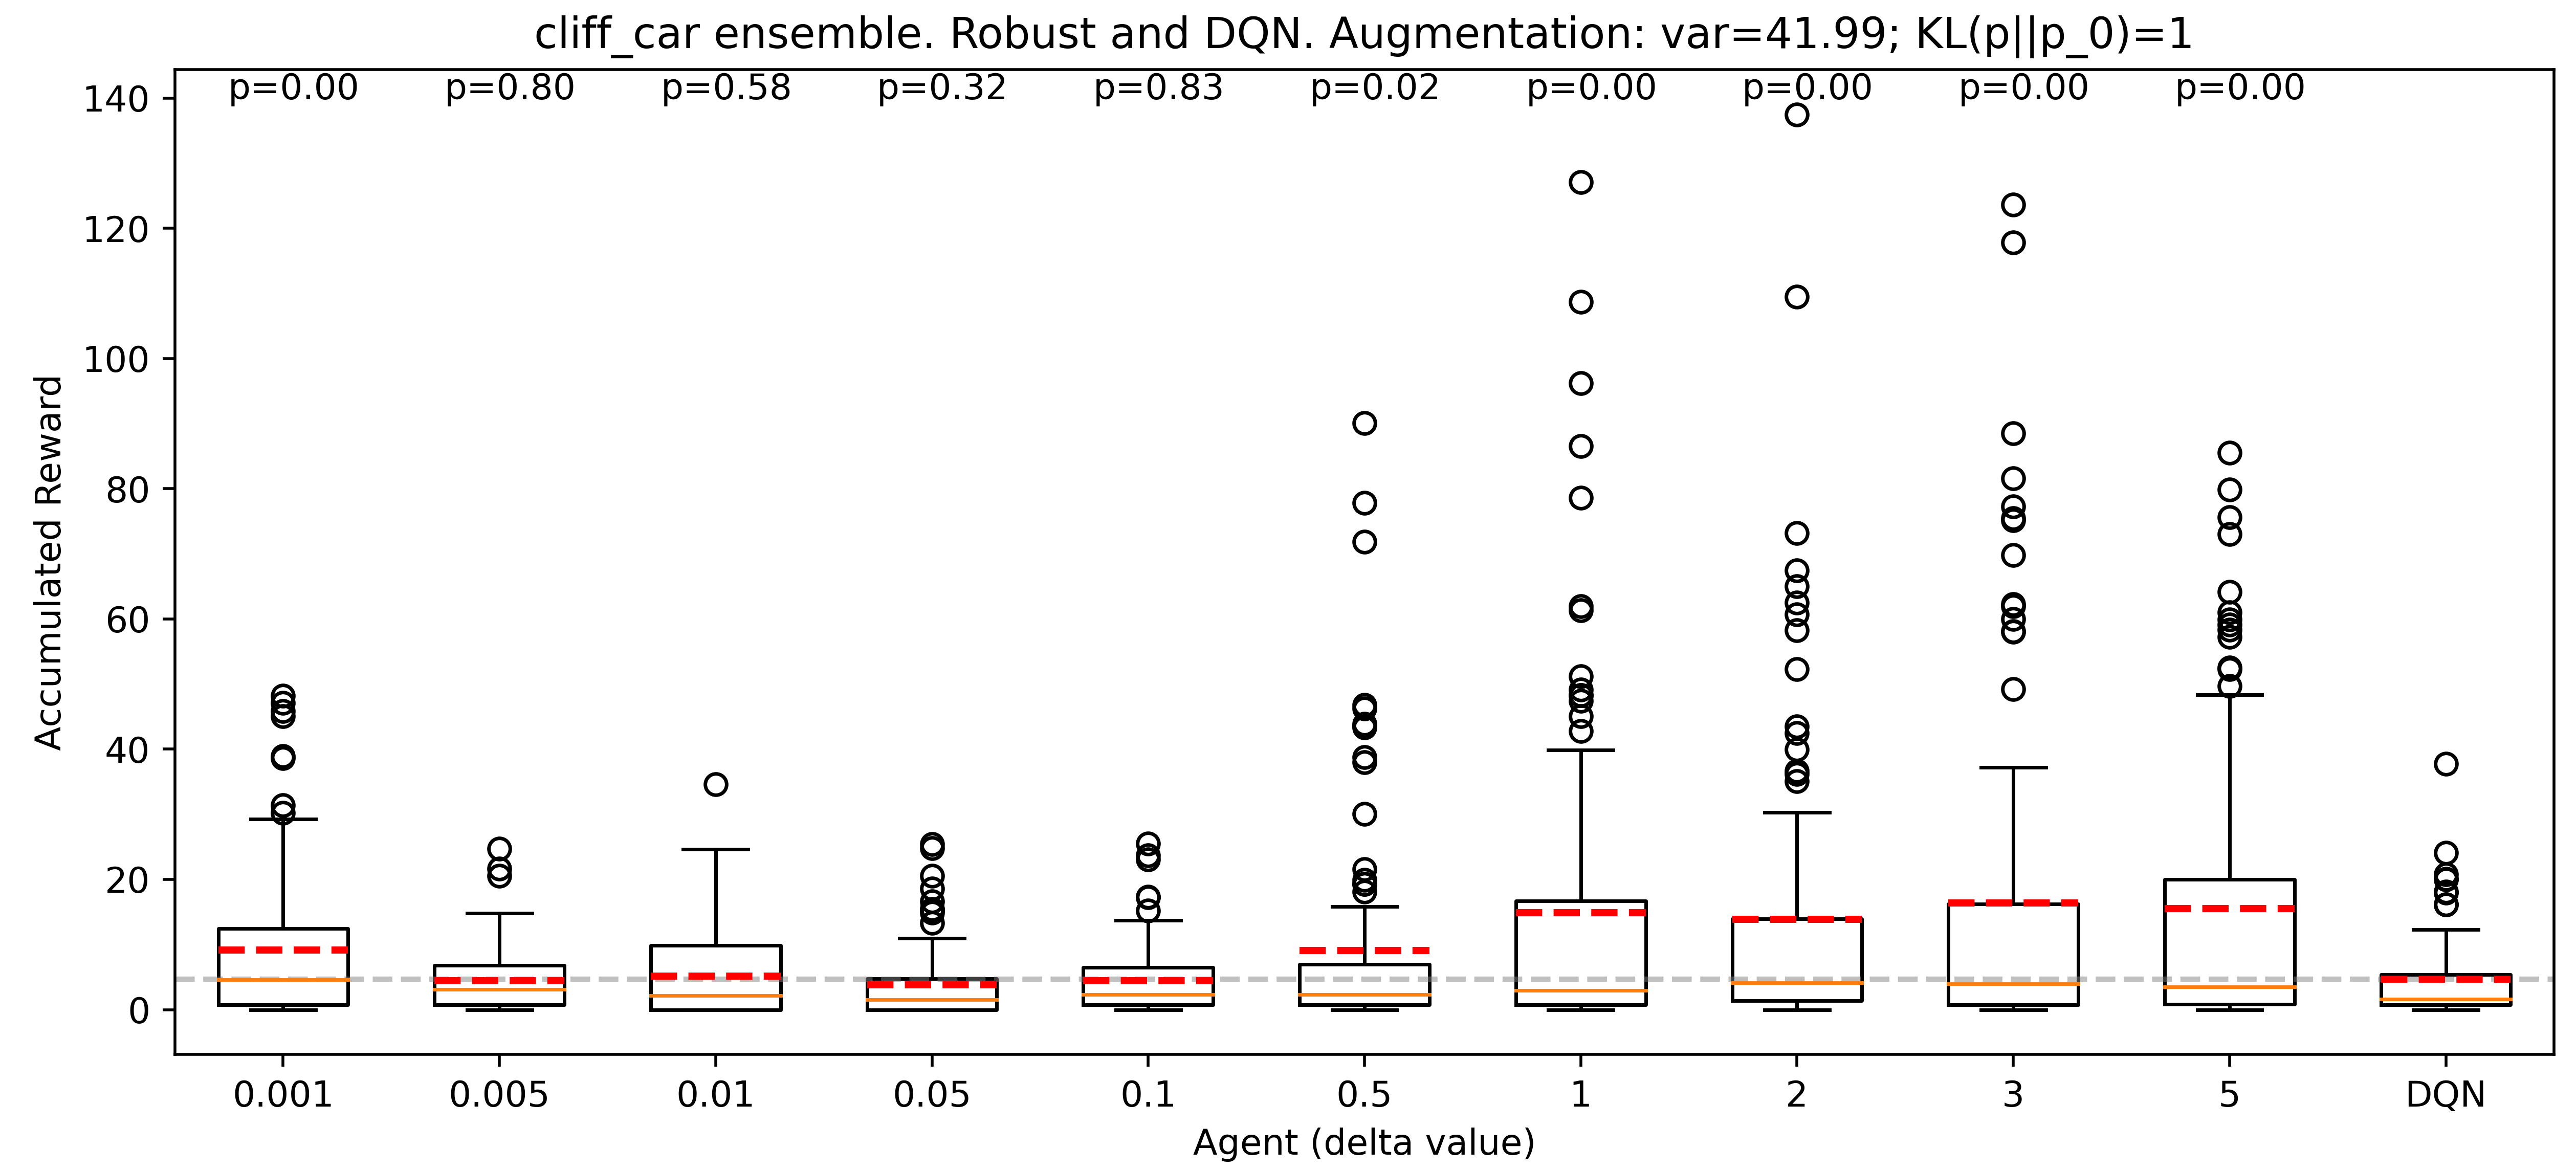 cliff_car ensemble. Robust and DQN. Augmentation: var=41.99; KL(p||p_0)=1
p=0.00 p=0.80 p=0.58 p=0.32 p=0.83 p=0.02 p=0.00 p=0.00 p=0.00 p=0.00
140
120
100
80
60
40
20
0
Accumulated Reward
0.001 0.005 0.01 0.05 0.1 0.5 1 2 3 5 DQN
Agent (delta value)